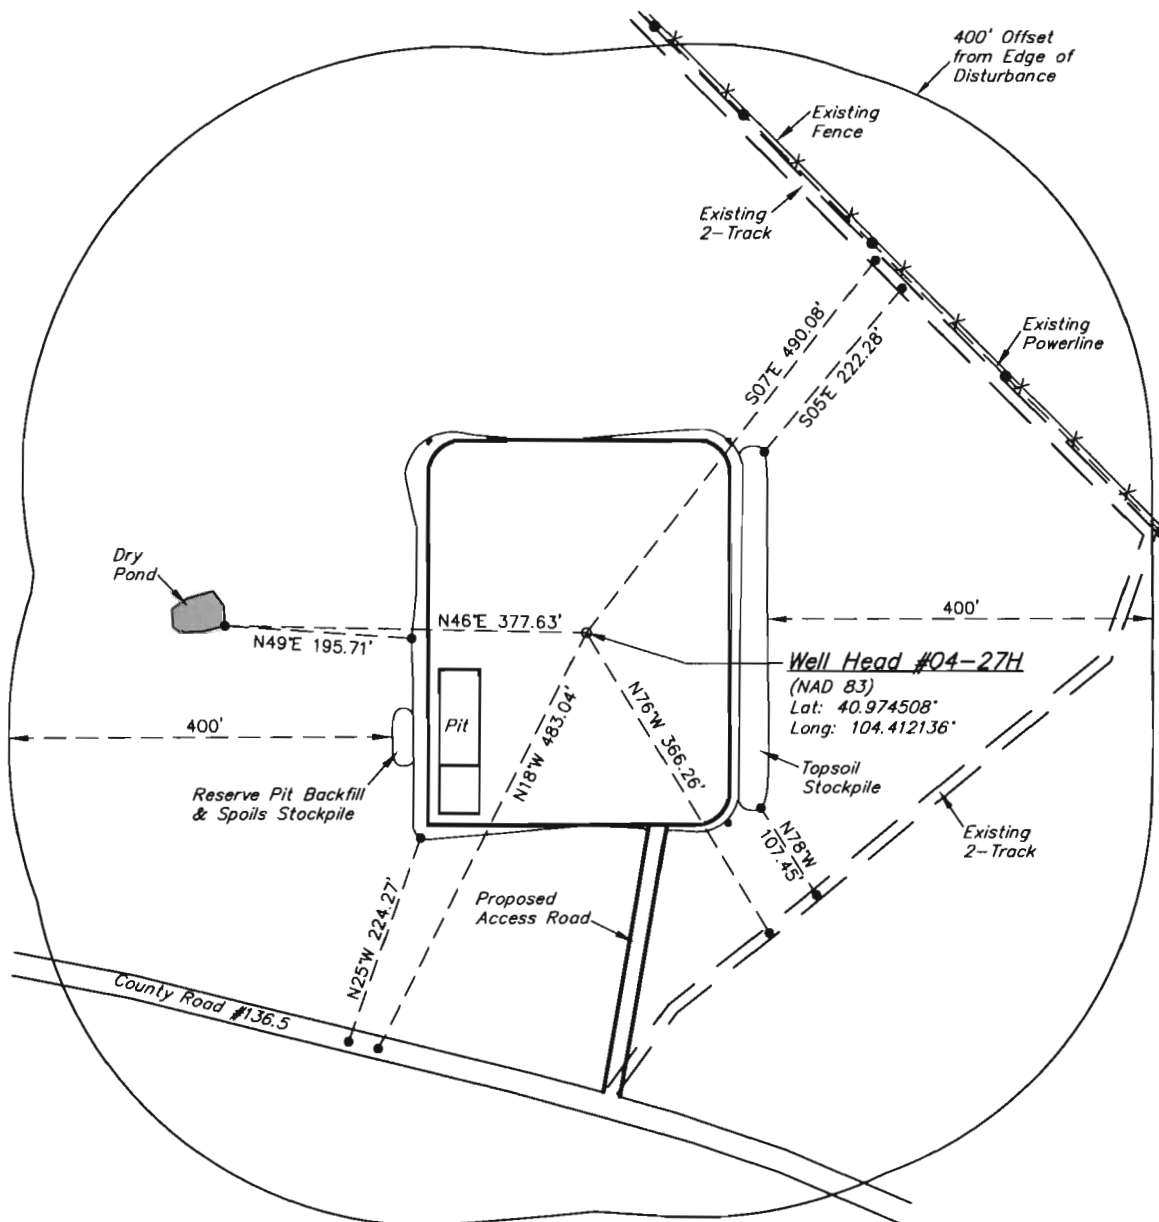 400' Offset
from Edge of
Disturbance
Existing
Fence
Existing
2-Track
Existing
Powerline
S07°E 490.08'
S05°E 222.28'
Dry
Pond
N46°E 377.63'
N49°E 195.71'
400'
Well Head #04-27H
(NAD 83)
Lat: 40.974508°
Long: 104.412136°
400'
Pit
N18°W 483.04'
N76°W 366.26'
Topsoil
Stockpile
Reserve Pit Backfill
& Spoils Stockpile
N78°W
107.45'
Existing
2-Track
Proposed
Access Road
N25°W 224.27'
County Road #136.5